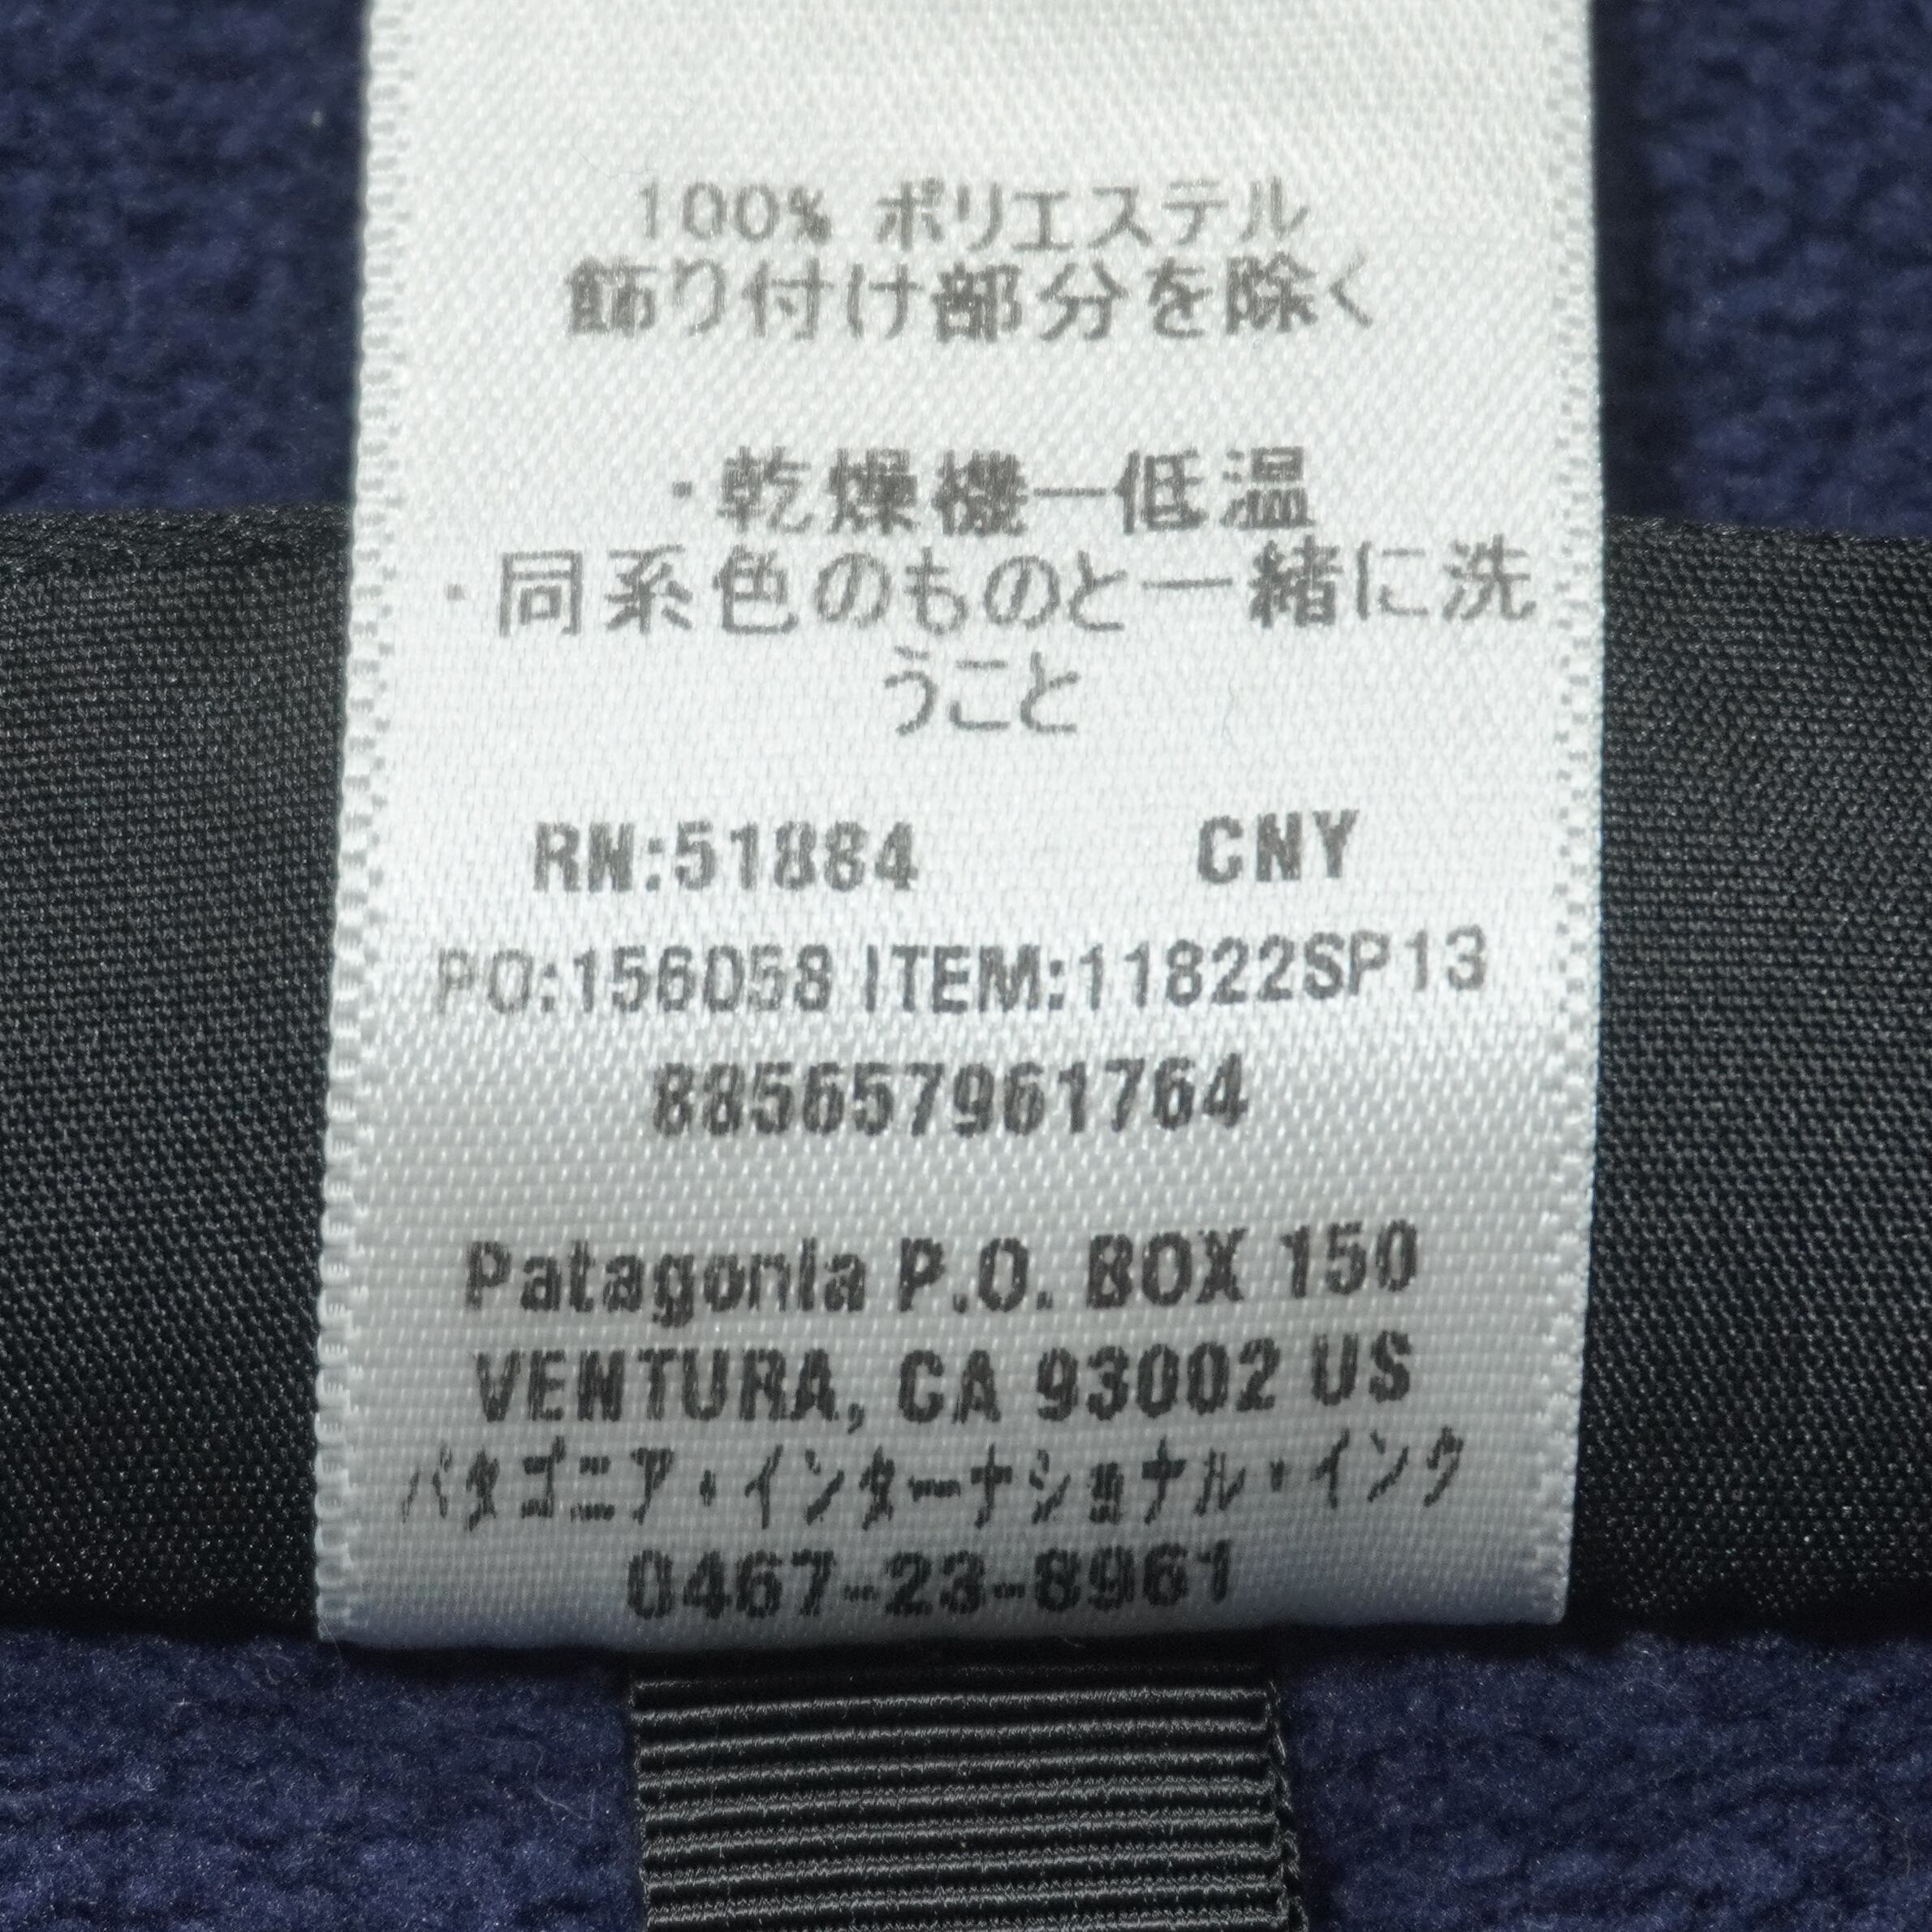 100% ポリエステル
飾り付け部分を除く
・乾燥機ー低温
・同系色のものと一緒に洗
うこと
RN:51884 CNY
PO:156058 ITEM:11822SP13
885657961764
Patagonia P.O. BOX 150
VENTURA, CA 93002 US
パタゴニア・インターナショナル・インク
0467-23-8961